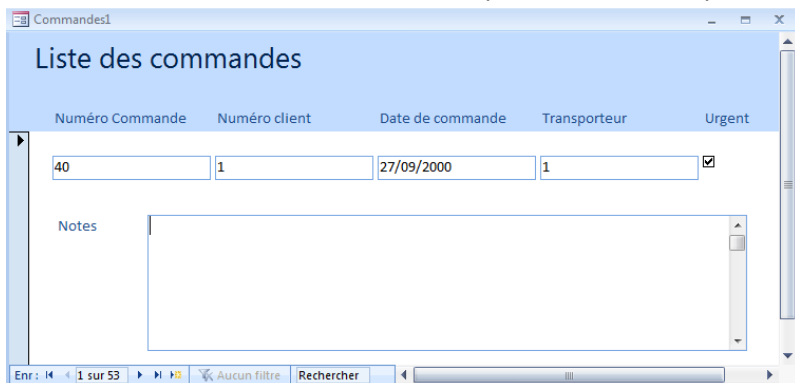 Commandes1
Liste des commandes
Numéro Commande Numéro client Date de commande Transporteur Urgent
40 1 27/09/2000 1
Notes
Enr : 1 sur 53 Aucun filtre Rechercher